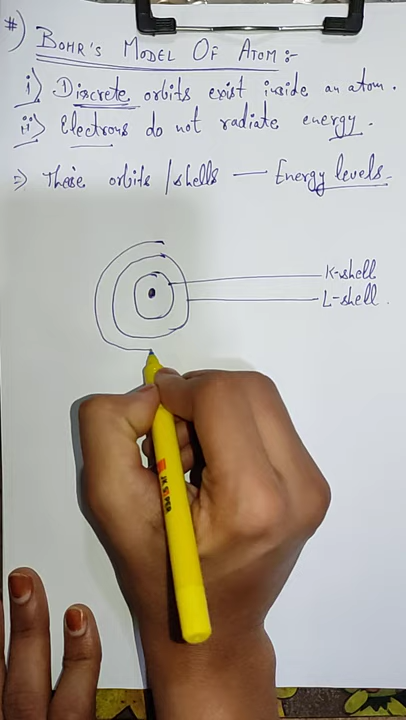 #) BOHR'S MODEL OF ATOM :-
i) Discrete orbits exist inside an atom.
ii) Electrons do not radiate energy.
⇒ These orbits / shells — Energy levels.
K-shell
L-shell.